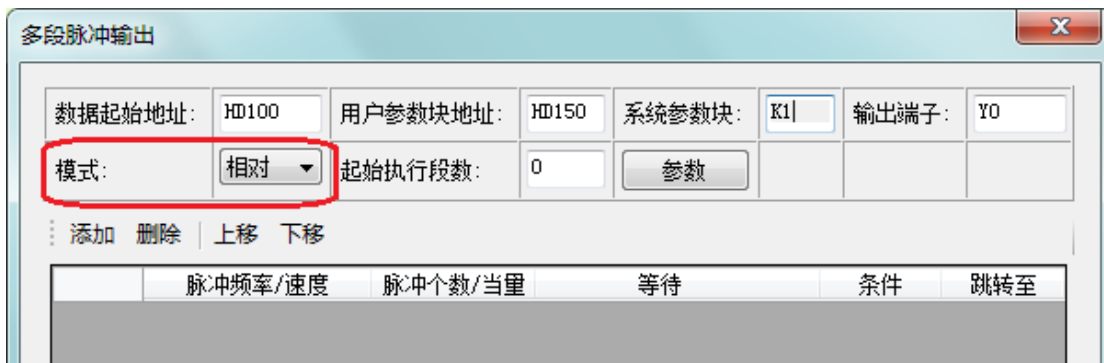 多段脉冲输出
数据起始地址: HD100 用户参数块地址: HD150 系统参数块: K1 输出端子: Y0
模式: 相对 起始执行段数: 0 参数
添加 删除 上移 下移
脉冲频率/速度 脉冲个数/当量 等待 条件 跳转至